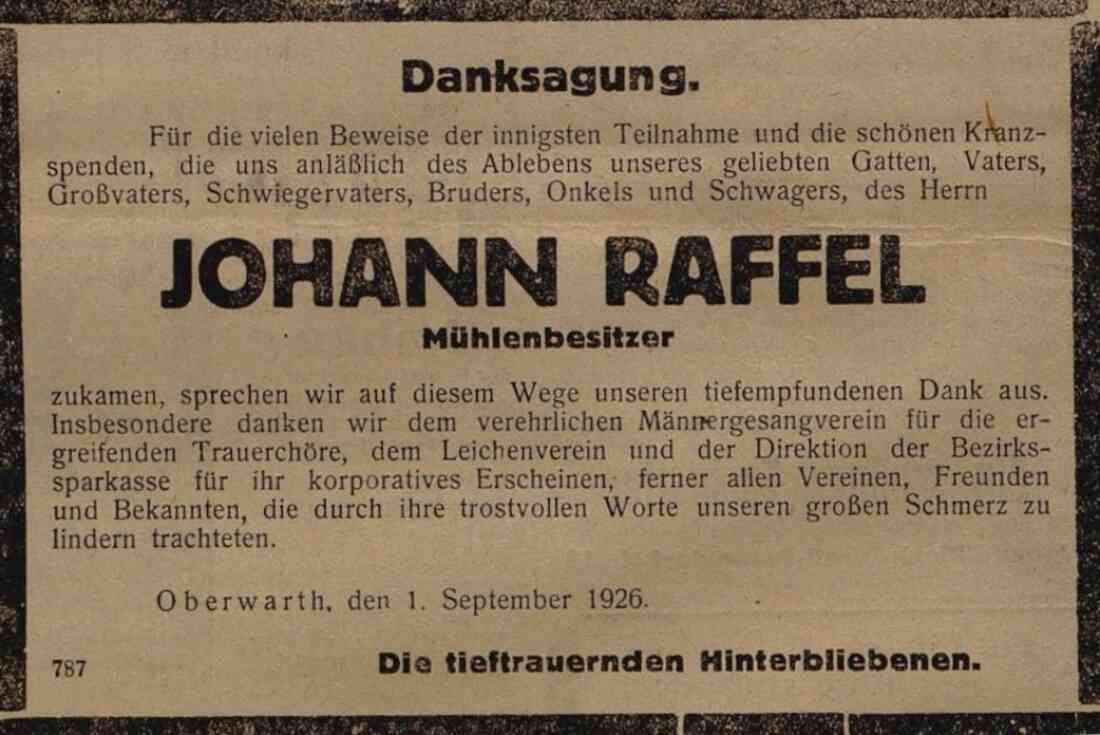 Danksagung.
Für die vielen Beweise der innigsten Teilnahme und die schönen Kranz-
spenden, die uns anläßlich des Ablebens unseres geliebten Gatten, Vaters,
Großvaters, Schwiegervaters, Bruders, Onkels und Schwagers, des Herrn
JOHANN RAFFEL
Mühlenbesitzer
zukamen, sprechen wir auf diesem Wege unseren tiefempfundenen Dank aus.
Insbesondere danken wir dem verehrlichen Männergesangverein für die er-
greifenden Trauerchöre, dem Leichenverein und der Direktion der Bezirks-
sparkasse für ihr korporatives Erscheinen, ferner allen Vereinen, Freunden
und Bekannten, die durch ihre trostvollen Worte unseren großen Schmerz zu
lindern trachteten.
Oberwarth, den 1. September 1926.
787 Die tieftrauernden Hinterbliebenen.